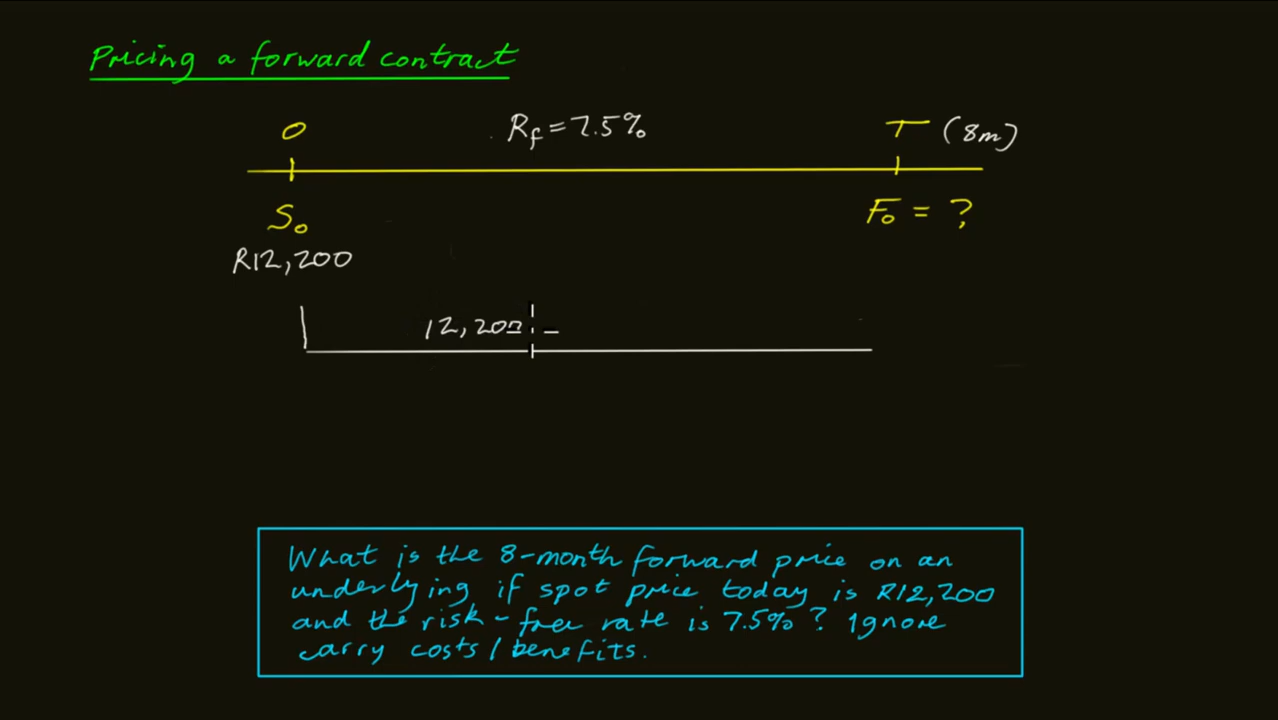 Pricing a forward contract
0 Rf = 7.5% T (8m)
S0 F0 = ?
R12,200
12,200
What is the 8-month forward price on an
underlying if spot price today is R12,200
and the risk-free rate is 7.5%? Ignore
carry costs/benefits.